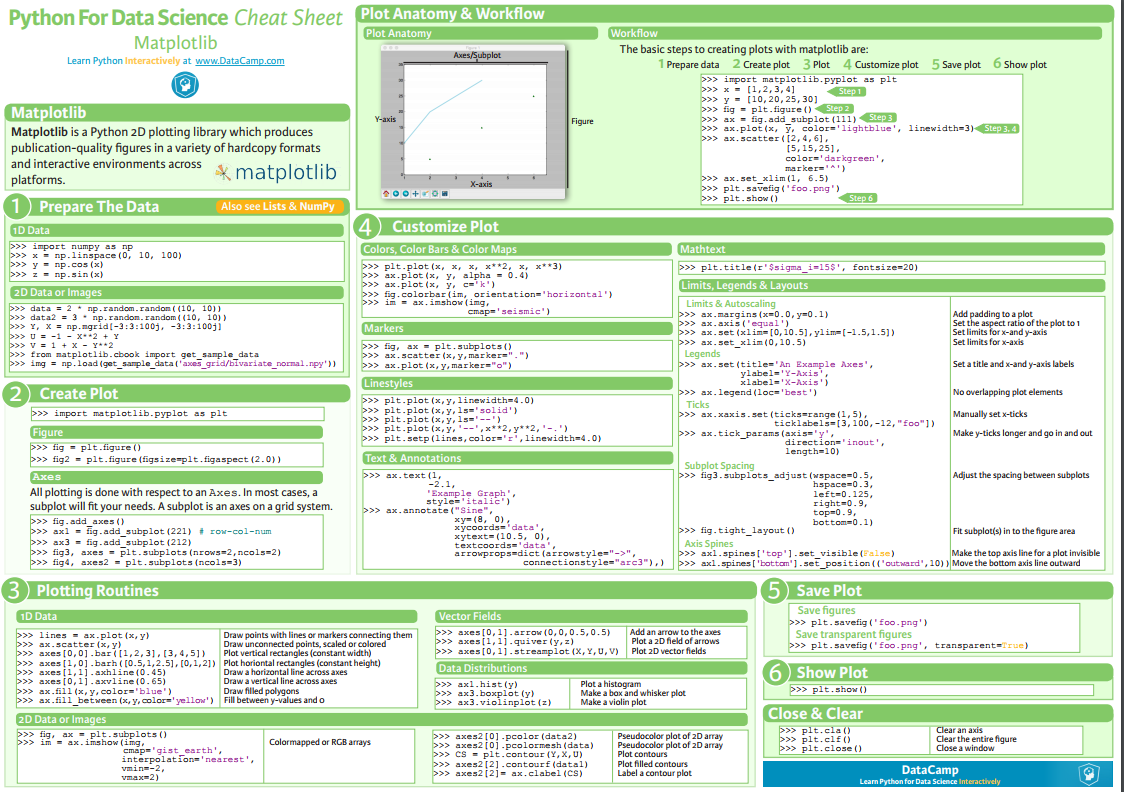 Python For Data Science Cheat Sheet
Matplotlib
Learn Python Interactively at www.DataCamp.com
Matplotlib
Matplotlib is a Python 2D plotting library which produces
publication-quality figures in a variety of hardcopy formats
and interactive environments across
platforms.
matplotlib
1 Prepare The Data
Also see Lists & NumPy
1D Data
>>> import numpy as np
>>> x = np.linspace(0, 10, 100)
>>> y = np.cos(x)
>>> z = np.sin(x)
2D Data or Images
>>> data = 2 * np.random.random((10, 10))
>>> data2 = 3 * np.random.random((10, 10))
>>> Y, X = np.mgrid[-3:3:100j, -3:3:100j]
>>> U = -1 - X**2 + Y
>>> V = 1 + X - Y**2
>>> from matplotlib.cbook import get_sample_data
>>> img = np.load(get_sample_data('axes_grid/bivariate_normal.npy'))
2 Create Plot
>>> import matplotlib.pyplot as plt
Figure
>>> fig = plt.figure()
>>> fig2 = plt.figure(figsize=plt.figaspect(2.0))
Axes
All plotting is done with respect to an Axes. In most cases, a
subplot will fit your needs. A subplot is an axes on a grid system.
>>> fig.add_axes()
>>> ax1 = fig.add_subplot(221) # row-col-num
>>> ax3 = fig.add_subplot(212)
>>> fig3, axes = plt.subplots(nrows=2,ncols=2)
>>> fig4, axes2 = plt.subplots(ncols=3)
Plot Anatomy & Workflow
Plot Anatomy
Axes/Subplot
Y-axis
Figure
X-axis
Workflow
The basic steps to creating plots with matplotlib are:
1 Prepare data 2 Create plot 3 Plot 4 Customize plot 5 Save plot 6 Show plot
>>> import matplotlib.pyplot as plt
>>> x = [1,2,3,4]
>>> y = [10,20,25,30] Step 1
>>> fig = plt.figure() Step 2
>>> ax = fig.add_subplot(111) Step 3
>>> ax.plot(x, y, color='lightblue', linewidth=3) Step 3, 4
>>> ax.scatter([2,4,6],
[5,15,25],
color='darkgreen',
marker='^')
>>> ax.set_xlim(1, 6.5)
>>> plt.savefig('foo.png')
>>> plt.show() Step 6
4 Customize Plot
Colors, Color Bars & Color Maps
>>> plt.plot(x, x, x, x**2, x, x**3)
>>> ax.plot(x, y, alpha = 0.4)
>>> ax.plot(x, y, c='k')
>>> fig.colorbar(im, orientation='horizontal')
>>> im = ax.imshow(img,
cmap='seismic')
Markers
>>> fig, ax = plt.subplots()
>>> ax.scatter(x,y,marker=".")
>>> ax.plot(x,y,marker="o")
Linestyles
>>> plt.plot(x,y,linewidth=4.0)
>>> plt.plot(x,y,ls='solid')
>>> plt.plot(x,y,ls='--')
>>> plt.plot(x,y,'--',x**2,y**2,'-.')
>>> plt.setp(lines,color='r',linewidth=4.0)
Text & Annotations
>>> ax.text(1,
-2.1,
'Example Graph',
style='italic')
>>> ax.annotate("Sine",
xy=(8, 0),
xycoords='data',
xytext=(10.5, 0),
textcoords='data',
arrowprops=dict(arrowstyle="->",
connectionstyle="arc3"),)
Mathtext
>>> plt.title(r'$sigma_i=15$', fontsize=20)
Limits, Legends & Layouts
Limits & Autoscaling
>>> ax.margins(x=0.0,y=0.1) Add padding to a plot
>>> ax.axis('equal') Set the aspect ratio of the plot to 1
>>> ax.set(xlim=[0,10.5],ylim=[-1.5,1.5]) Set limits for x-and y-axis
>>> ax.set_xlim(0,10.5) Set limits for x-axis
Legends
>>> ax.set(title='An Example Axes', Set a title and x-and y-axis labels
ylabel='Y-Axis',
xlabel='X-Axis')
>>> ax.legend(loc='best') No overlapping plot elements
Ticks
>>> ax.xaxis.set(ticks=range(1,5), Manually set x-ticks
ticklabels=[3,100,-12,"foo"])
>>> ax.tick_params(axis='y', Make y-ticks longer and go in and out
direction='inout',
length=10)
Subplot Spacing
>>> fig3.subplots_adjust(wspace=0.5, Adjust the spacing between subplots
hspace=0.3,
left=0.125,
right=0.9,
top=0.9,
bottom=0.1)
>>> fig.tight_layout() Fit subplot(s) in to the figure area
Axis Spines
>>> ax1.spines['top'].set_visible(False) Make the top axis line for a plot invisible
>>> ax1.spines['bottom'].set_position(('outward',10)) Move the bottom axis line outward
3 Plotting Routines
1D Data
>>> lines = ax.plot(x,y) Draw points with lines or markers connecting them
>>> ax.scatter(x,y) Draw unconnected points, scaled or colored
>>> axes[0,0].bar([1,2,3],[3,4,5]) Plot vertical rectangles (constant width)
>>> axes[1,0].barh([0.5,1,2.5],[0,1,2]) Plot horiontal rectangles (constant height)
>>> axes[1,1].axhline(0.45) Draw a horizontal line across axes
>>> axes[0,1].axvline(0.65) Draw a vertical line across axes
>>> ax.fill(x,y,color='blue') Draw filled polygons
>>> ax.fill_between(x,y,color='yellow') Fill between y-values and 0
2D Data or Images
>>> fig, ax = plt.subplots()
>>> im = ax.imshow(img, Colormapped or RGB arrays
cmap='gist_earth',
interpolation='nearest',
vmin=-2,
vmax=2)
Vector Fields
>>> axes[0,1].arrow(0,0,0.5,0.5) Add an arrow to the axes
>>> axes[1,1].quiver(y,z) Plot a 2D field of arrows
>>> axes[0,1].streamplot(X,Y,U,V) Plot 2D vector fields
Data Distributions
>>> ax1.hist(y) Plot a histogram
>>> ax3.boxplot(y) Make a box and whisker plot
>>> ax3.violinplot(z) Make a violin plot
>>> axes2[0].pcolor(data2) Pseudocolor plot of 2D array
>>> axes2[0].pcolormesh(data) Pseudocolor plot of 2D array
>>> CS = plt.contour(Y,X,U) Plot contours
>>> axes2[2].contourf(data1) Plot filled contours
>>> axes2[2]= ax.clabel(CS) Label a contour plot
5 Save Plot
Save figures
>>> plt.savefig('foo.png')
Save transparent figures
>>> plt.savefig('foo.png', transparent=True)
6 Show Plot
>>> plt.show()
Close & Clear
>>> plt.cla() Clear an axis
>>> plt.clf() Clear the entire figure
>>> plt.close() Close a window
DataCamp
Learn Python for Data Science Interactively